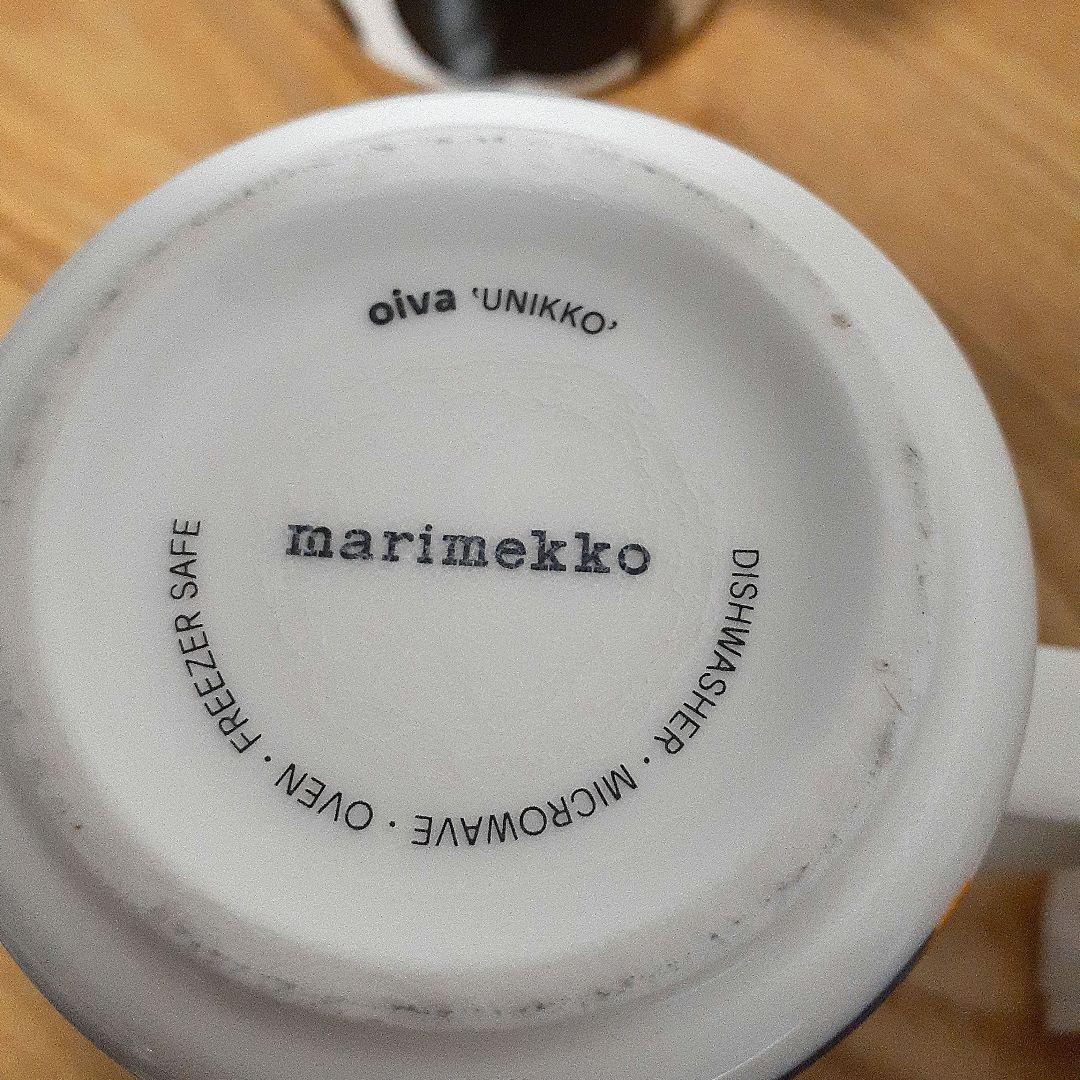 oiva 'UNIKKO'
marimekko
DISHWASHER · MICROWAVE · OVEN · FREEZER SAFE